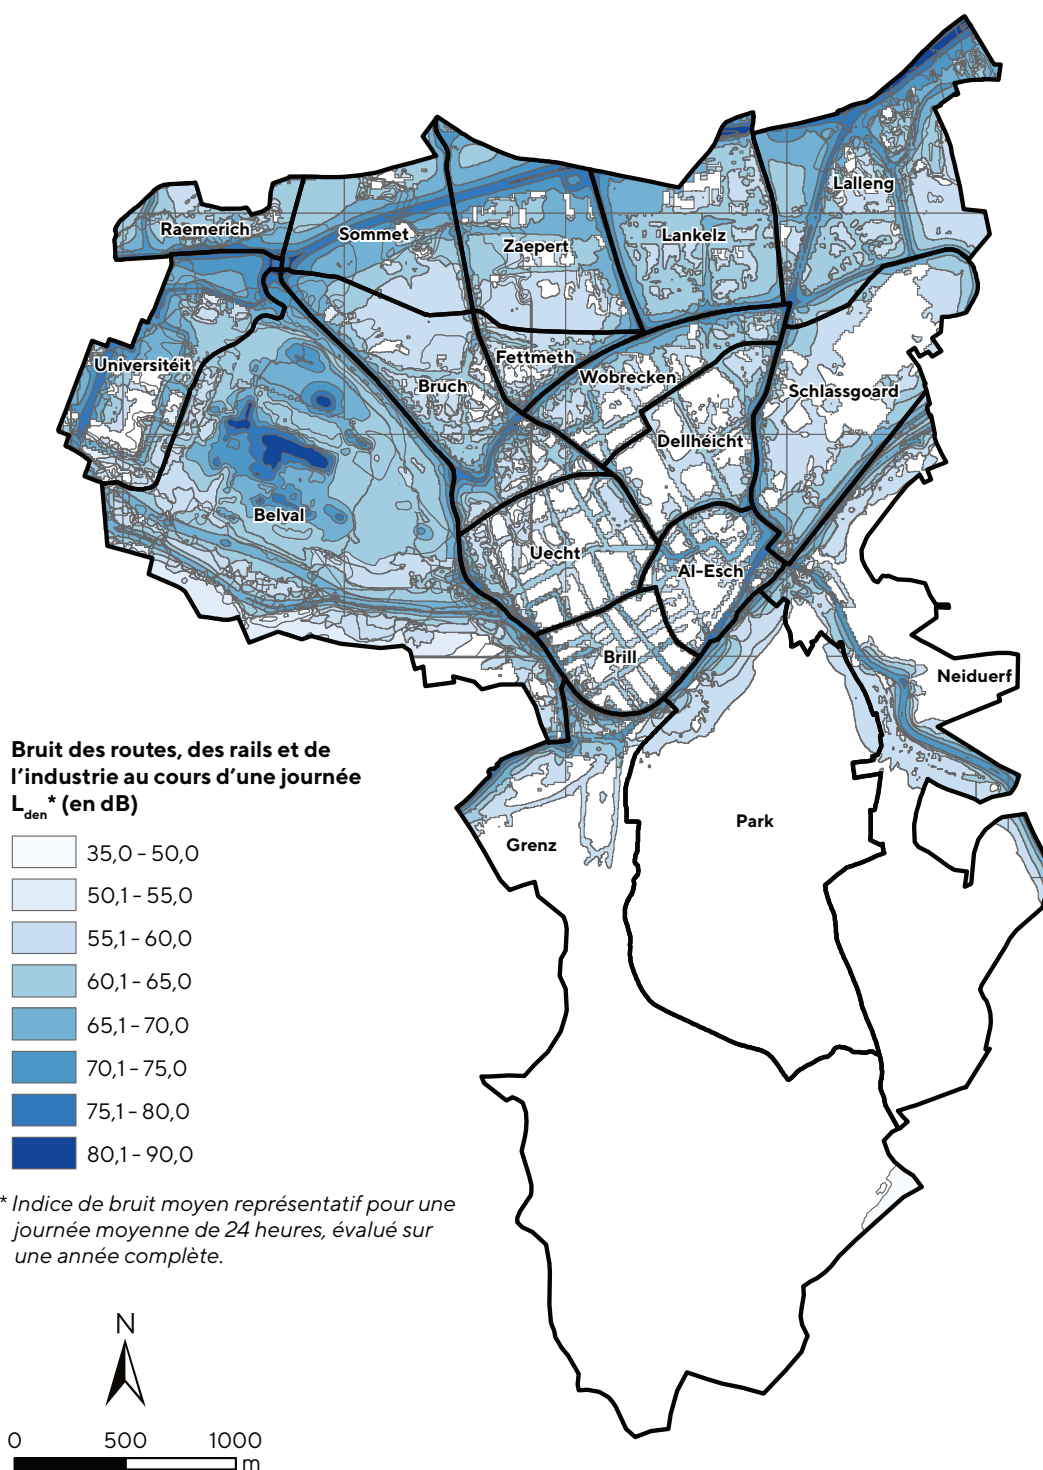 Lalleng
Raemerich
Sommet
Zaepert
Lankelz
Universitéit
Fettmeth
Bruch
Wobrecken
Schlassgoard
Dellhéicht
Belval
Uecht
Al-Esch
Brill
Neiduerf
Grenz
Park
Bruit des routes, des rails et de
l'industrie au cours d'une journée
Lden* (en dB)
35,0 - 50,0
50,1 - 55,0
55,1 - 60,0
60,1 - 65,0
65,1 - 70,0
70,1 - 75,0
75,1 - 80,0
80,1 - 90,0
* Indice de bruit moyen représentatif pour une
journée moyenne de 24 heures, évalué sur
une année complète.
N
0 500 1000
m